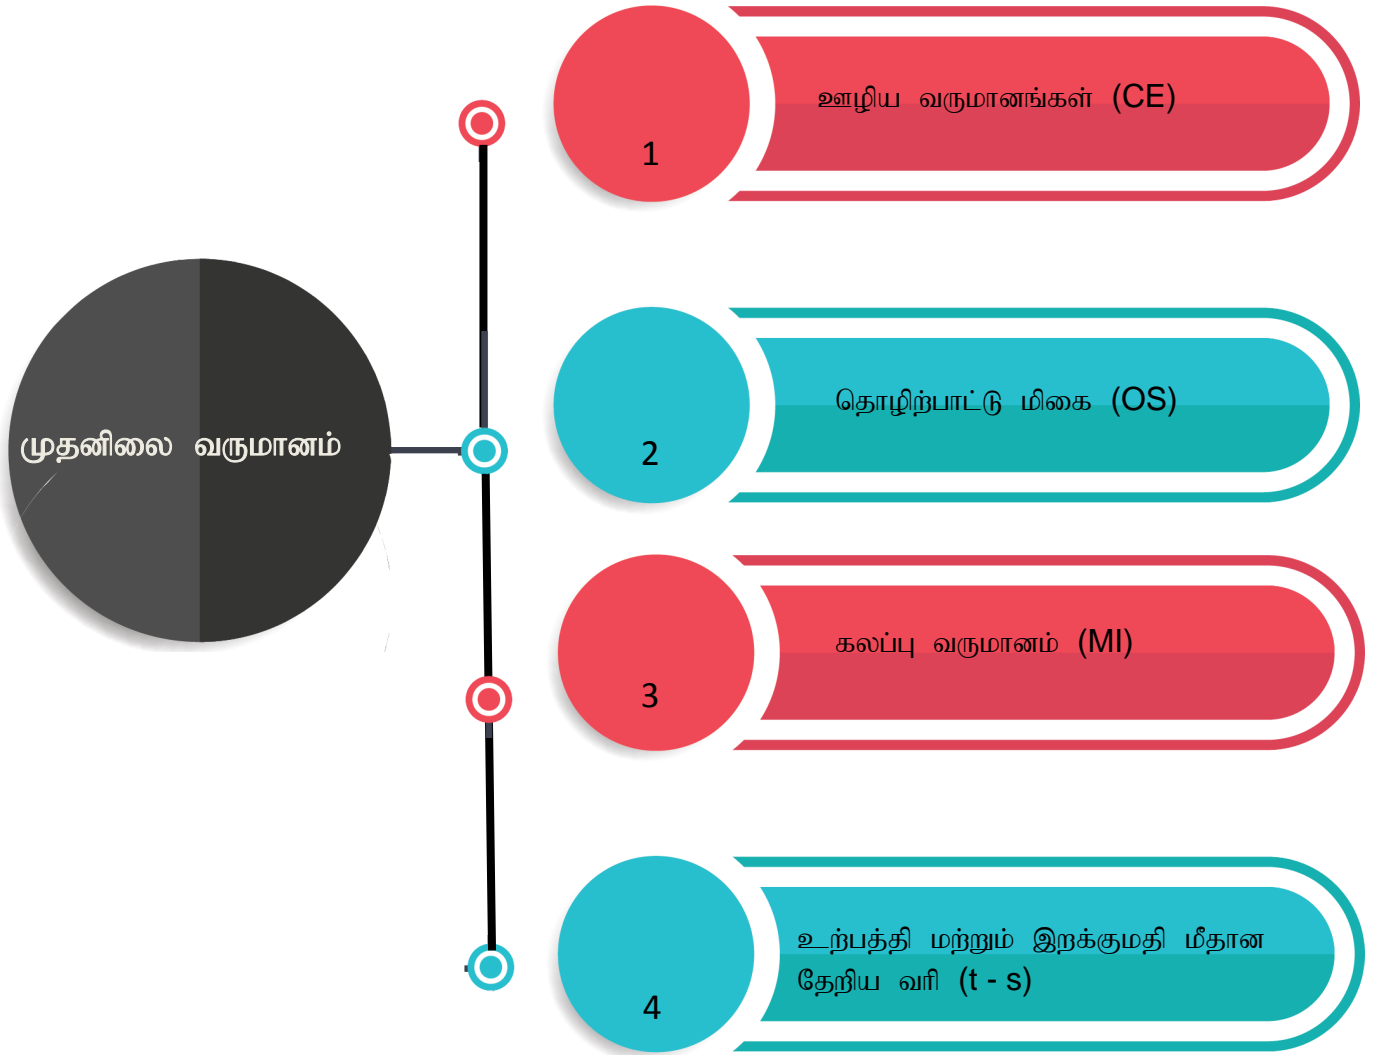 முதனிலை வருமானம்
1
ஊழிய வருமானங்கள் (CE)
2
தொழிற்பாட்டு மிகை (OS)
3
கலப்பு வருமானம் (MI)
4
உற்பத்தி மற்றும் இறக்குமதி மீதான
தேறிய வரி (t - s)